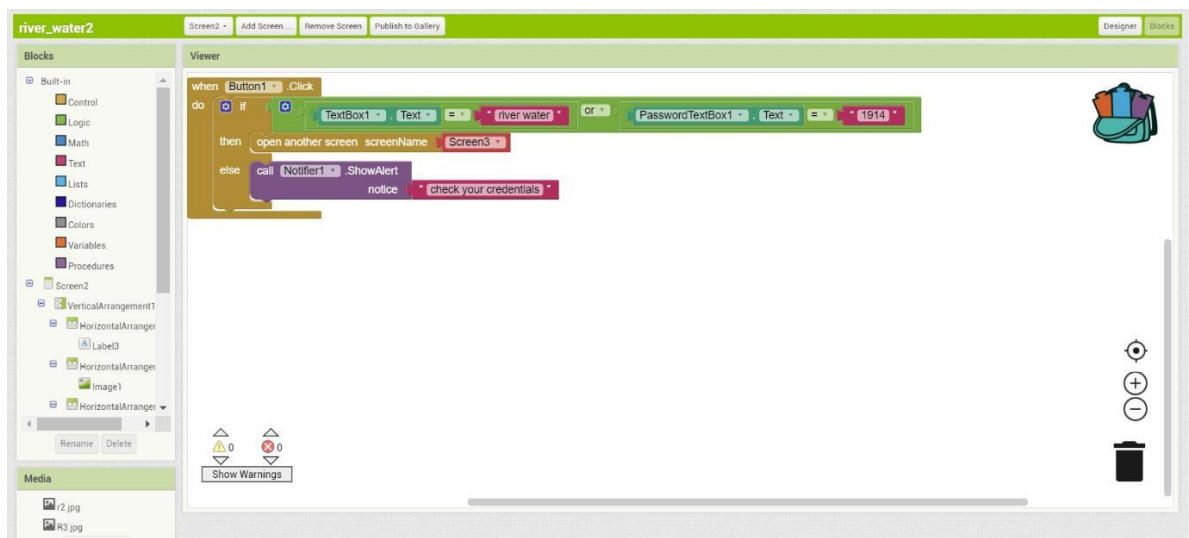 river_water2 Screen2 Add Screen ... Remove Screen Publish to Gallery Designer Blocks
Blocks
Built-in
Control
Logic
Math
Text
Lists
Dictionaries
Colors
Variables
Procedures
Screen2
VerticalArrangement1
HorizontalArranger
Label3
HorizontalArranger
Image1
HorizontalArranger
Rename Delete
Media
r2.jpg
R3.jpg
Viewer
when Button1 .Click
do if TextBox1 . Text = " river water " or PasswordTextBox1 . Text = " 1914 "
then open another screen screenName Screen3
else call Notifier1 .ShowAlert
notice " check your credentials "
0 0
Show Warnings